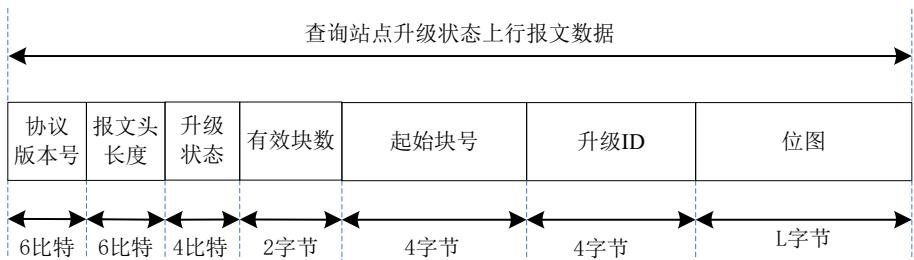 查询站点升级状态上行报文数据
协议
版本号
报文头
长度
升级
状态
有效块数
起始块号
升级ID
位图
6比特
6比特
4比特
2字节
4字节
4字节
L字节